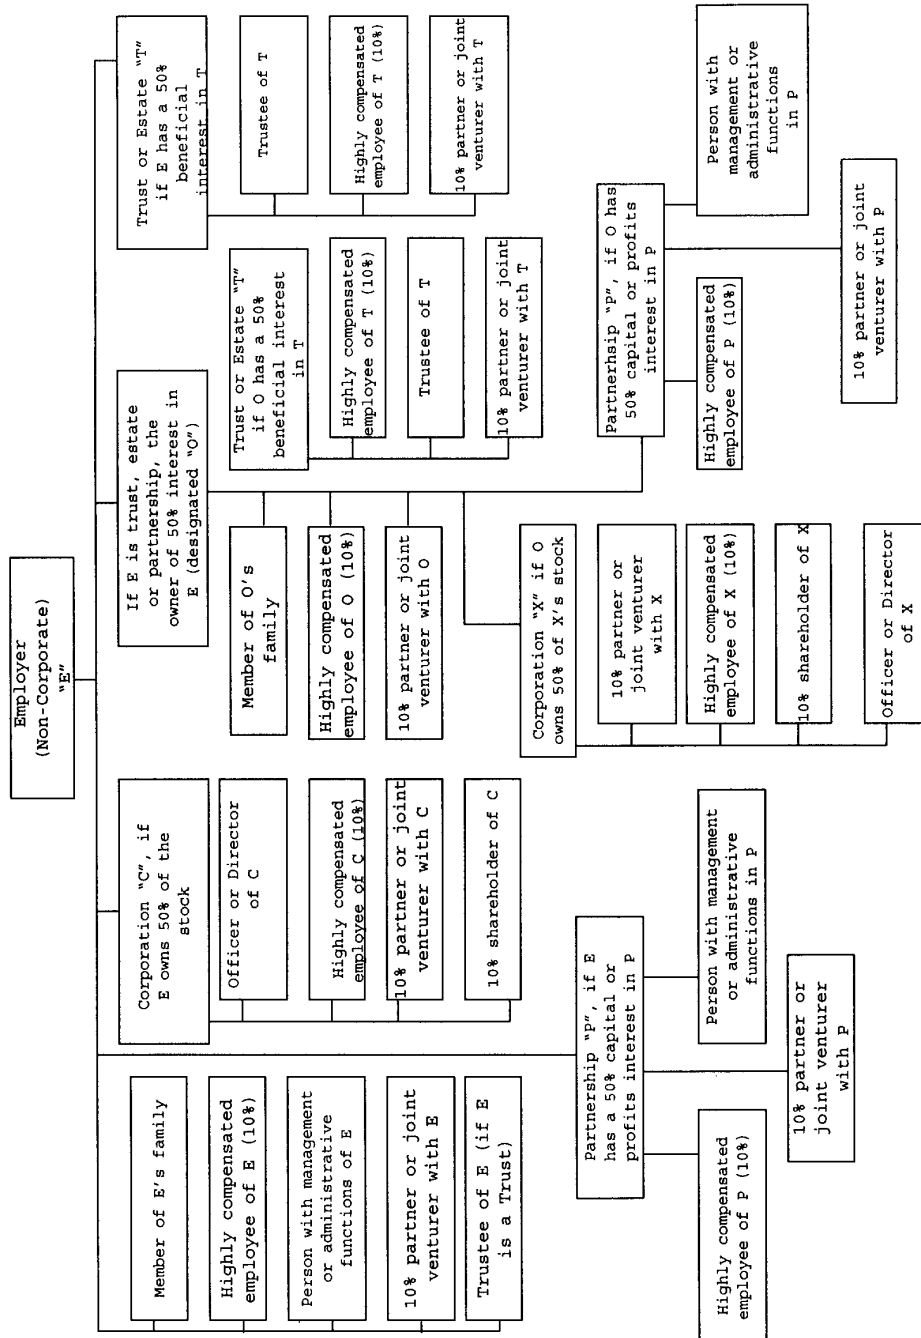 Employer
(Non-Corporate)
"E"
Member of E's family
Highly compensated
employee of E (10%)
Person with management
or administrative
functions of E
10% partner or joint
venturer with E
Trustee of E (if E
is a Trust)
Partnership "P", if E
has a 50% capital or
profits interest in P
Highly compensated
employee of P (10%)
10% partner or
joint venturer
with P
Person with management
or administrative
functions in P
Corporation "C", if
E owns 50% of the
stock
Officer or Director
of C
Highly compensated
employee of C (10%)
10% partner or joint
venturer with C
10% shareholder of C
If E is trust, estate
or partnership, the
owner of 50% interest in
E (designated "O")
Member of O's
family
Highly compensated
employee of O (10%)
10% partner or joint
venturer with O
Corporation "X" if O
owns 50% of X's stock
10% partner or
joint venturer
with X
Highly compensated
employee of X (10%)
10% shareholder of X
Officer or Director
of X
Trust or Estate "T"
if O has a 50%
beneficial interest
in T
Highly compensated
employee of T (10%)
Trustee of T
10% partner or joint
venturer with T
Partnerhsip "P", if O has
50% capital or profits
interest in P
Highly compensated
employee of P (10%)
10% partner or joint
venturer with P
Person with
management or
administrative
functions
in P
Trust or Estate "T"
if E has a 50%
beneficial
interest in T
Trustee of T
Highly compensated
employee of T (10%)
10% partner or joint
venturer with T